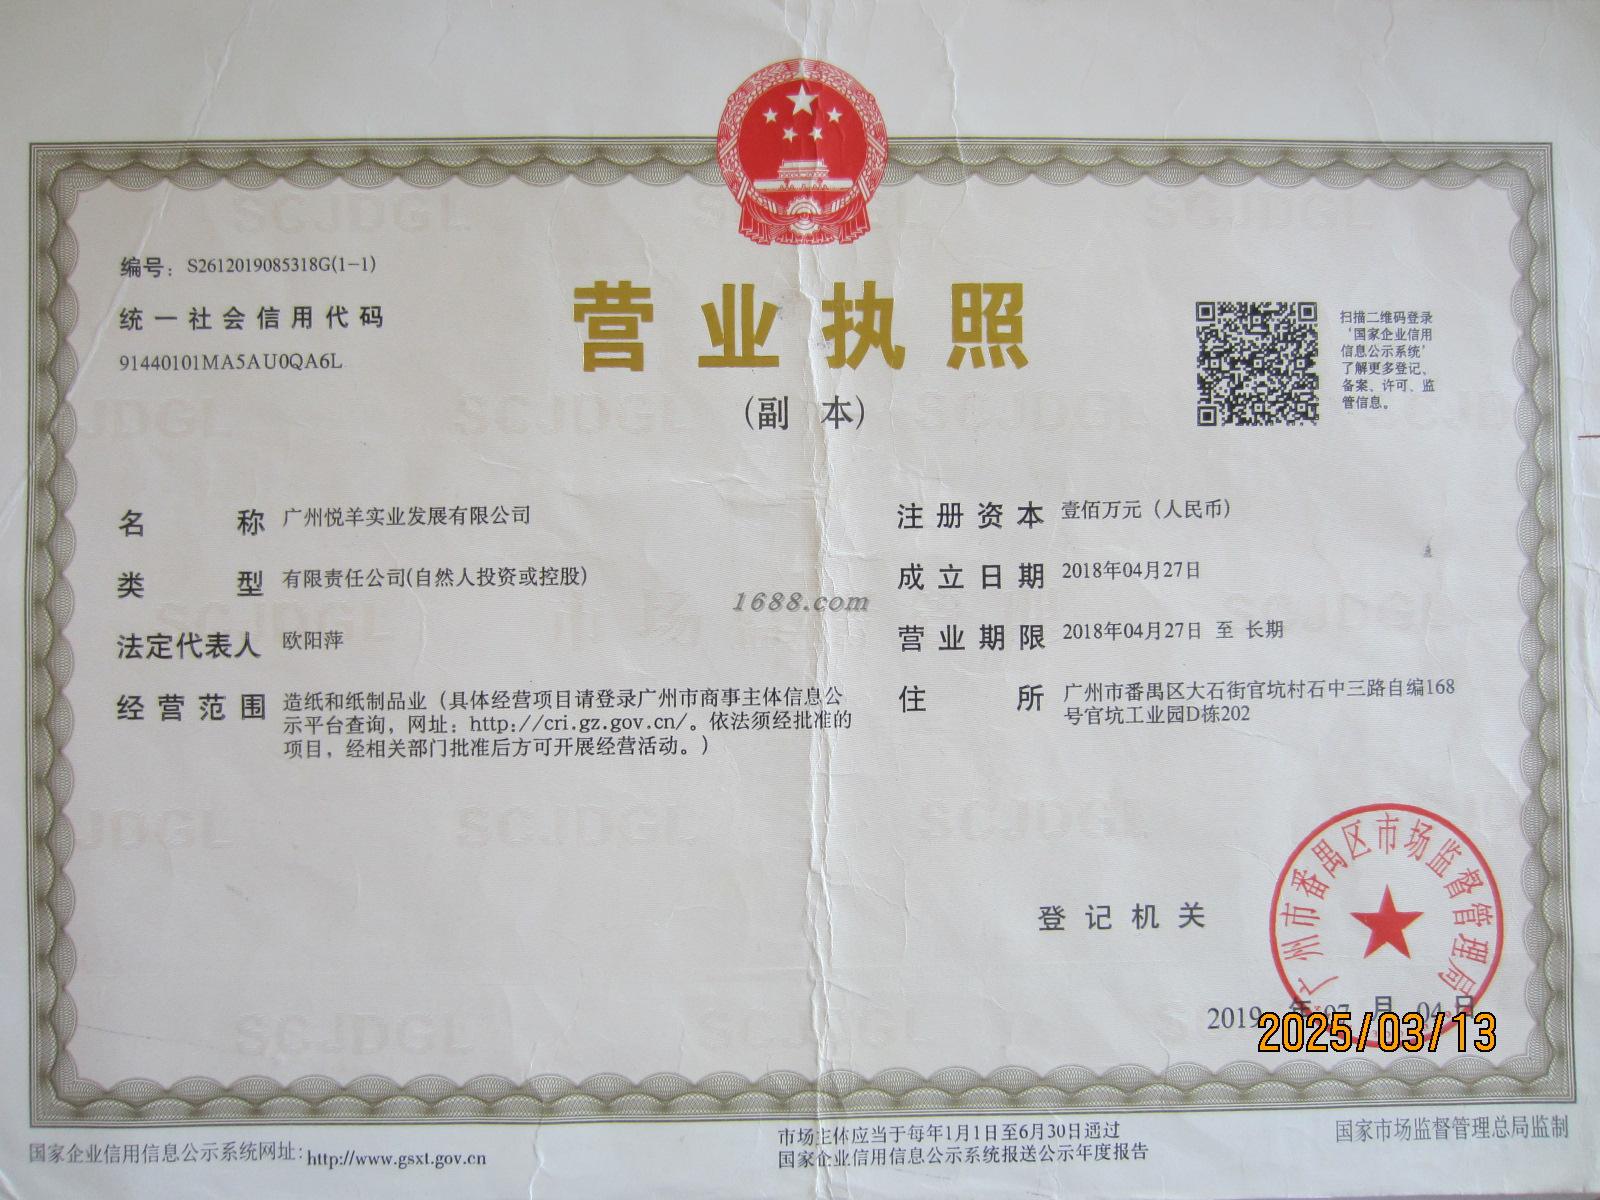 编号：S2612019085318G(1-1)
统一社会信用代码
91440101MA5AU0QA6L
营业执照
(副 本)
扫描二维码登录
‘国家企业信用
信息公示系统’
了解更多登记、
备案、许可、监
管信息。
名称 广州悦羊实业发展有限公司
类型 有限责任公司(自然人投资或控股)
法定代表人 欧阳萍
经营范围 造纸和纸制品业（具体经营项目请登录广州市商事主体信息公
示平台查询，网址：http://cri.gz.gov.cn/。依法须经批准的
项目，经相关部门批准后方可开展经营活动。）
注册资本 壹佰万元（人民币）
成立日期 2018年04月27日
营业期限 2018年04月27日 至 长期
住所 广州市番禺区大石街官坑村石中三路自编168
号官坑工业园D栋202
1688.com
SCJDGL
登记机关
广州市番禺区市场监督管理局
2019年07月04日
2025/03/13
国家企业信用信息公示系统网址：http://www.gsxt.gov.cn
市场主体应当于每年1月1日至6月30日通过
国家企业信用信息公示系统报送公示年度报告
国家市场监督管理总局监制